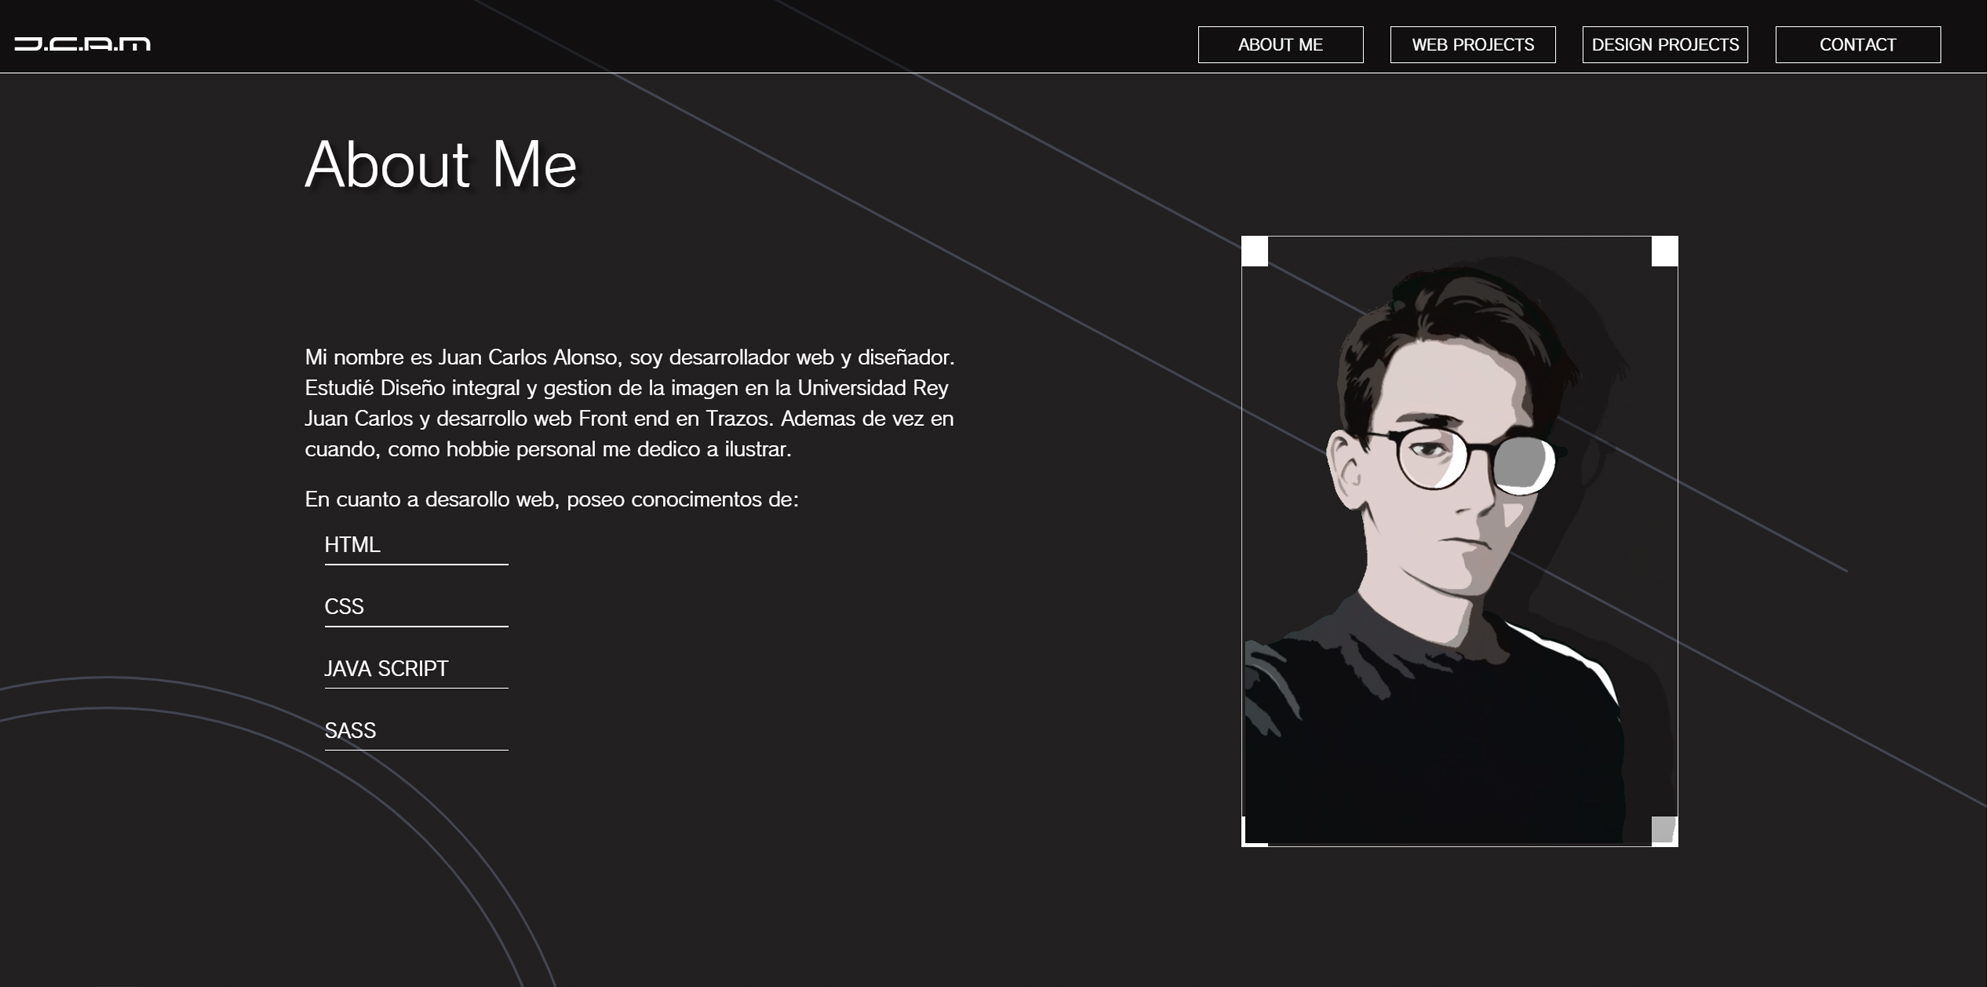 J.C.A.M
ABOUT ME
WEB PROJECTS
DESIGN PROJECTS
CONTACT
About Me
Mi nombre es Juan Carlos Alonso, soy desarrollador web y diseñador.
Estudié Diseño integral y gestion de la imagen en la Universidad Rey
Juan Carlos y desarrollo web Front end en Trazos. Ademas de vez en
cuando, como hobbie personal me dedico a ilustrar.
En cuanto a desarollo web, poseo conocimentos de:
HTML
CSS
JAVA SCRIPT
SASS